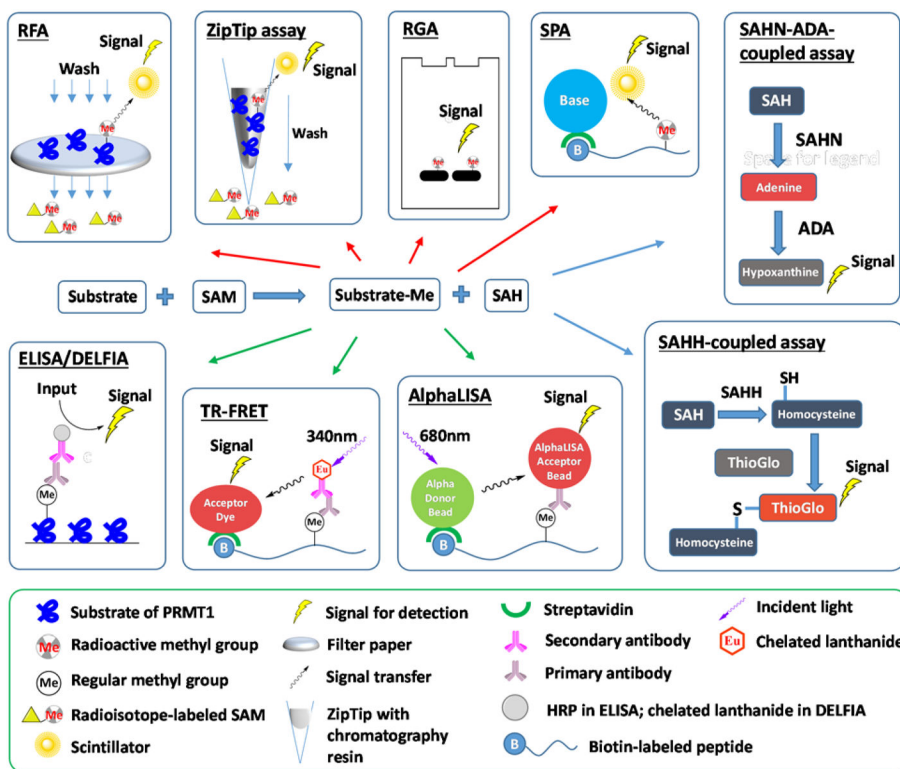 RFA
Signal
Wash
Me
Me
Me
Me
Me
ZipTip assay
Signal
Me
Wash
Me
Me
Me
RGA
Signal
Me
Me
SPA
Signal
Base
Me
B
SAHN-ADA-
coupled assay
SAH
SAHN
Space for legend
Adenine
ADA
Hypoxanthine
Signal
Substrate
SAM
Substrate-Me
SAH
ELISA/DELFIA
Input
Signal
Me
TR-FRET
340nm
Signal
Eu
Acceptor
Dye
Me
B
AlphaLISA
Signal
680nm
AlphaLISA
Acceptor
Bead
Alpha
Donor
Bead
Me
B
SAHH-coupled assay
SH
SAHH
SAH
Homocysteine
ThioGlo
Signal
S
ThioGlo
Homocysteine
Substrate of PRMT1
Me
Radioactive methyl group
Me
Regular methyl group
Me
Radioisotope-labeled SAM
Scintillator
Signal for detection
Filter paper
Signal transfer
ZipTip with
chromatography
resin
Streptavidin
Secondary antibody
Primary antibody
HRP in ELISA; chelated lanthanide in DELFIA
B
Biotin-labeled peptide
Incident light
Eu
Chelated lanthanide